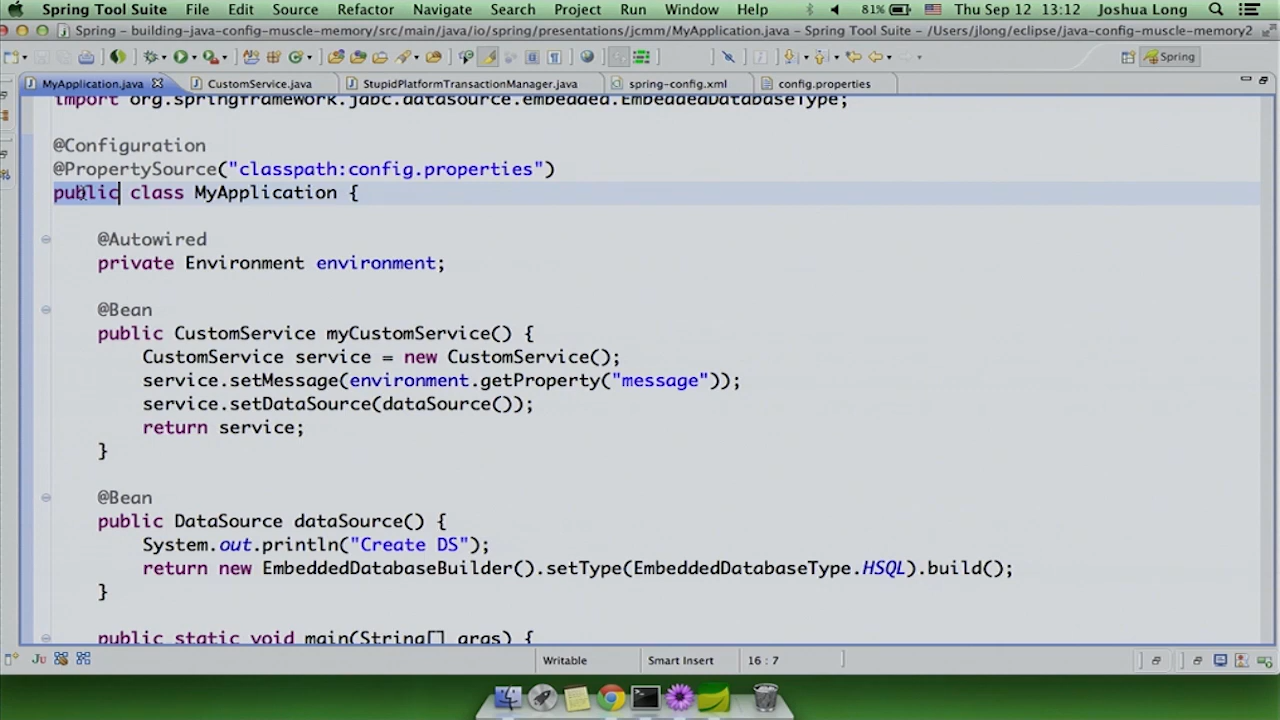 Spring Tool Suite File Edit Source Refactor Navigate Search Project Run Window Help 81% Thu Sep 12 13:12 Joshua Long
Spring - building-java-config-muscle-memory/src/main/java/io/spring/presentations/jcmm/MyApplication.java - Spring Tool Suite - /Users/jlong/eclipse/java-config-muscle-memory2
Spring
MyApplication.java CustomService.java StupidPlatformTransactionManager.java spring-config.xml config.properties
import org.springframework.jdbc.datasource.embedded.EmbeddedDatabaseType;
@Configuration
@PropertySource("classpath:config.properties")
public class MyApplication {
@Autowired
private Environment environment;
@Bean
public CustomService myCustomService() {
CustomService service = new CustomService();
service.setMessage(environment.getProperty("message"));
service.setDataSource(dataSource());
return service;
}
@Bean
public DataSource dataSource() {
System.out.println("Create DS");
return new EmbeddedDatabaseBuilder().setType(EmbeddedDatabaseType.HSQL).build();
}
public static void main(String[] args) {
Ju Writable Smart Insert 16 : 7